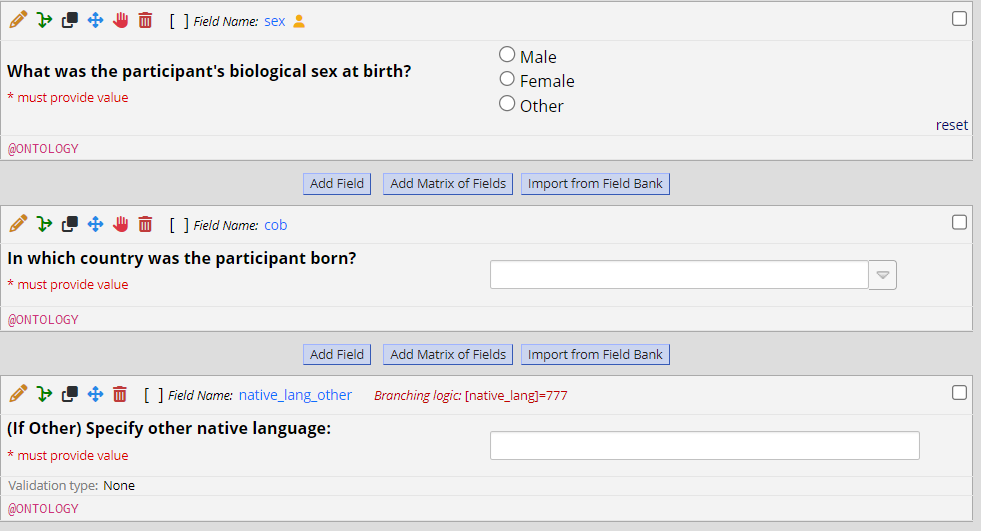 [ ] Field Name: sex
What was the participant's biological sex at birth?
* must provide value
Male
Female
Other
reset
@ONTOLOGY
Add Field Add Matrix of Fields Import from Field Bank
[ ] Field Name: cob
In which country was the participant born?
* must provide value
@ONTOLOGY
Add Field Add Matrix of Fields Import from Field Bank
[ ] Field Name: native_lang_other Branching logic: [native_lang]=777
(If Other) Specify other native language:
* must provide value
Validation type: None
@ONTOLOGY